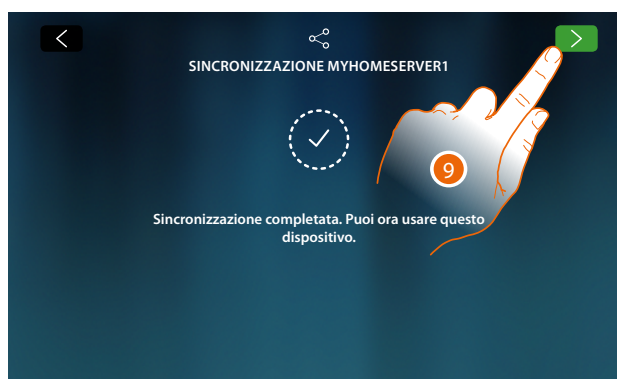 SINCRONIZZAZIONE MYHOMESERVER1
9
Sincronizzazione completata. Puoi ora usare questo
dispositivo.